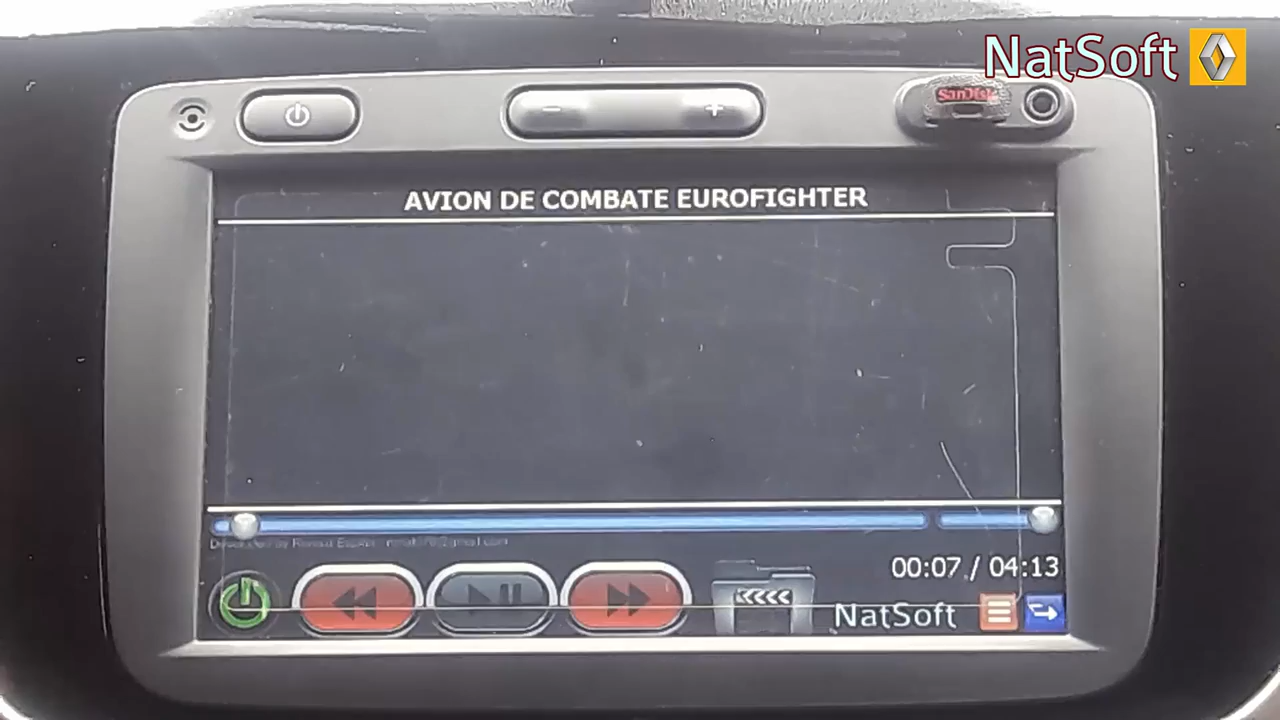 NatSoft
SanDisk
AVION DE COMBATE EUROFIGHTER
00:07 / 04:13
NatSoft